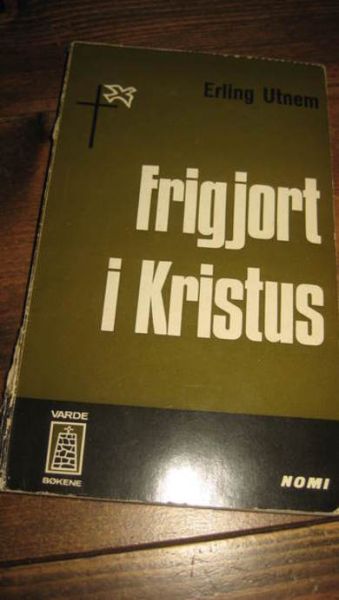 Erling Utnem
Frigjort
i Kristus
VARDE
BØKENE
NOMI